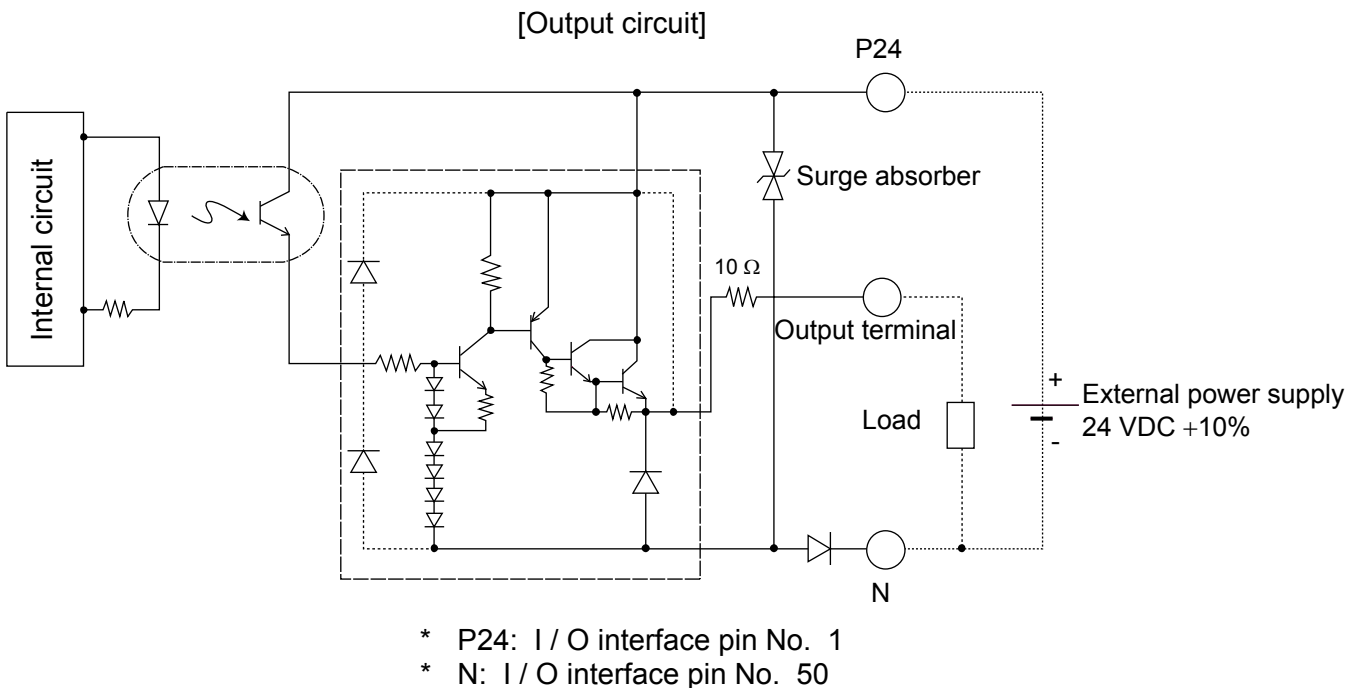 [Output circuit]
P24
Internal circuit
Surge absorber
10 Ω
Output terminal
Load
+
External power supply
24 VDC +10%
-
N
* P24: I / O interface pin No. 1
* N: I / O interface pin No. 50